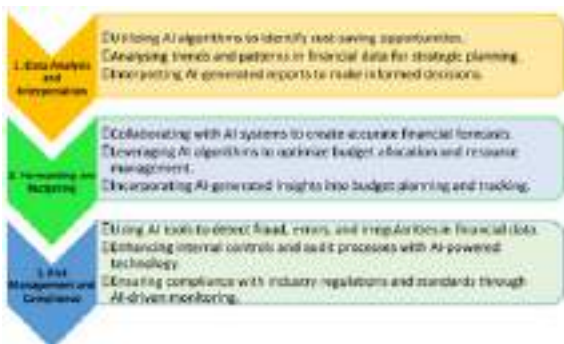 1. Data Analysis
and
Interpretation
Utilizing AI algorithms to identify cost-saving opportunities.
Analyzing trends and patterns in financial data for strategic planning.
Interpreting AI-generated reports to make informed decisions.
2. Forecasting and
Budgeting
Collaborating with AI systems to create accurate financial forecasts.
Leveraging AI algorithms to optimize budget allocation and resource
management.
Incorporating AI-generated insights into budget planning and tracking.
3. Risk
Management and
Compliance
Using AI tools to detect fraud, errors, and irregularities in financial data.
Enhancing internal controls and audit processes with AI-powered
technology.
Ensuring compliance with industry regulations and standards through
AI-driven monitoring.